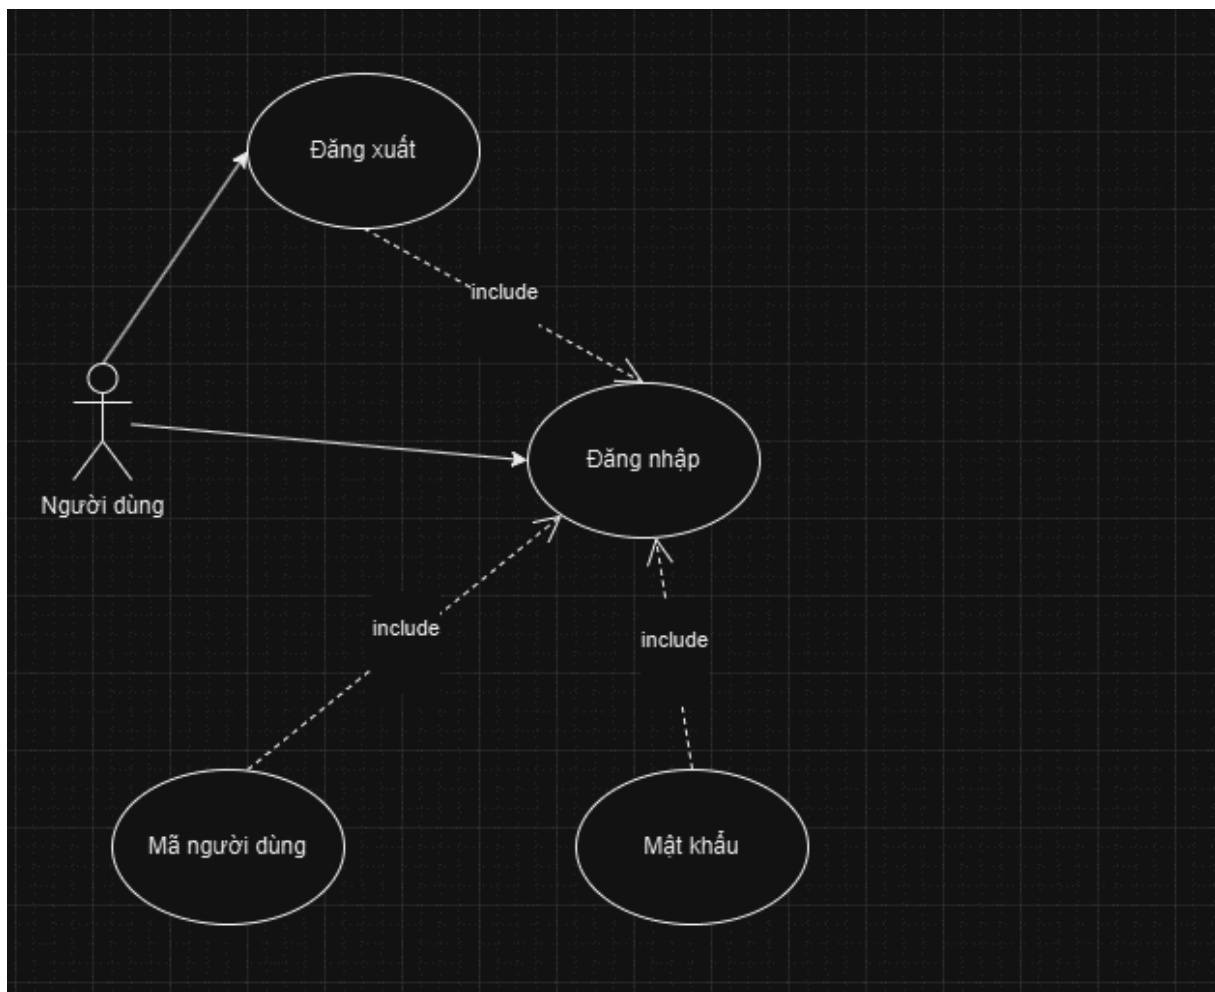 Đăng xuất
include
Đăng nhập
Người dùng
include
include
Mã người dùng
Mật khẩu